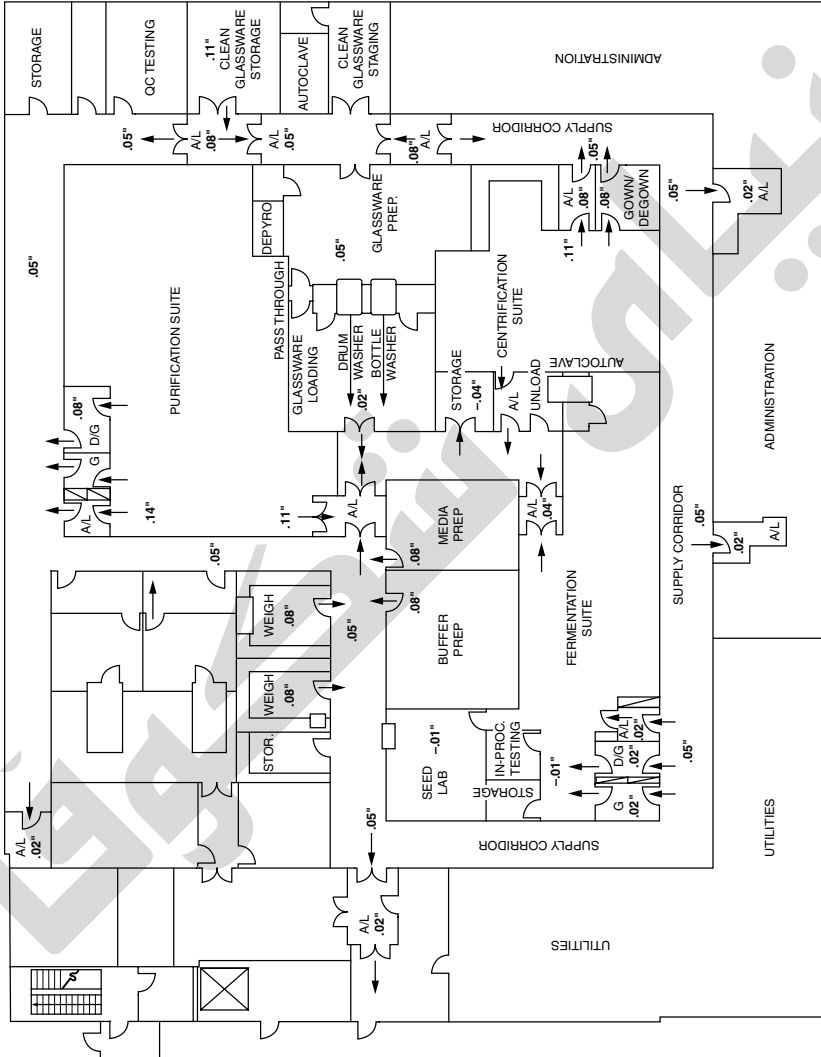 STORAGE
QC TESTING
.11"
CLEAN
GLASSWARE
STORAGE
AUTOCLAVE
CLEAN
GLASSWARE
STAGING
ADMINISTRATION
.05"
A/L
.08"
A/L
.05"
.08"
A/L
SUPPLY CORRIDOR
.05"
PURIFICATION SUITE
DEPYRO
GLASSWARE
PREP.
.05"
PASS THROUGH
GLASSWARE
LOADING
DRUM
WASHER
BOTTLE
WASHER
.02"
A/L
.08"
.05"
.08"
GOWN/
DEGOWN
.11"
.05"
.02"
A/L
CENTRIFICATION
SUITE
AUTOCLAVE
STORAGE
-.04"
A/L
UNLOAD
.08"
D/G
G
A/L
.14"
.11"
A/L
A/L
.04"
MEDIA
PREP
.08"
.05"
WEIGH
.08"
.05"
.08"
BUFFER
PREP
FERMENTATION
SUITE
SUPPLY CORRIDOR
.05"
.02"
A/L
ADMINISTRATION
WEIGH
.08"
STOR.
SEED
LAB
-.01"
IN-PROC.
TESTING
STORAGE
-.01"
A/L
.02"
D/G
.02"
G
.02"
.05"
A/L
.02"
.05"
SUPPLY CORRIDOR
UTILITIES
A/L
.02"
UTILITIES